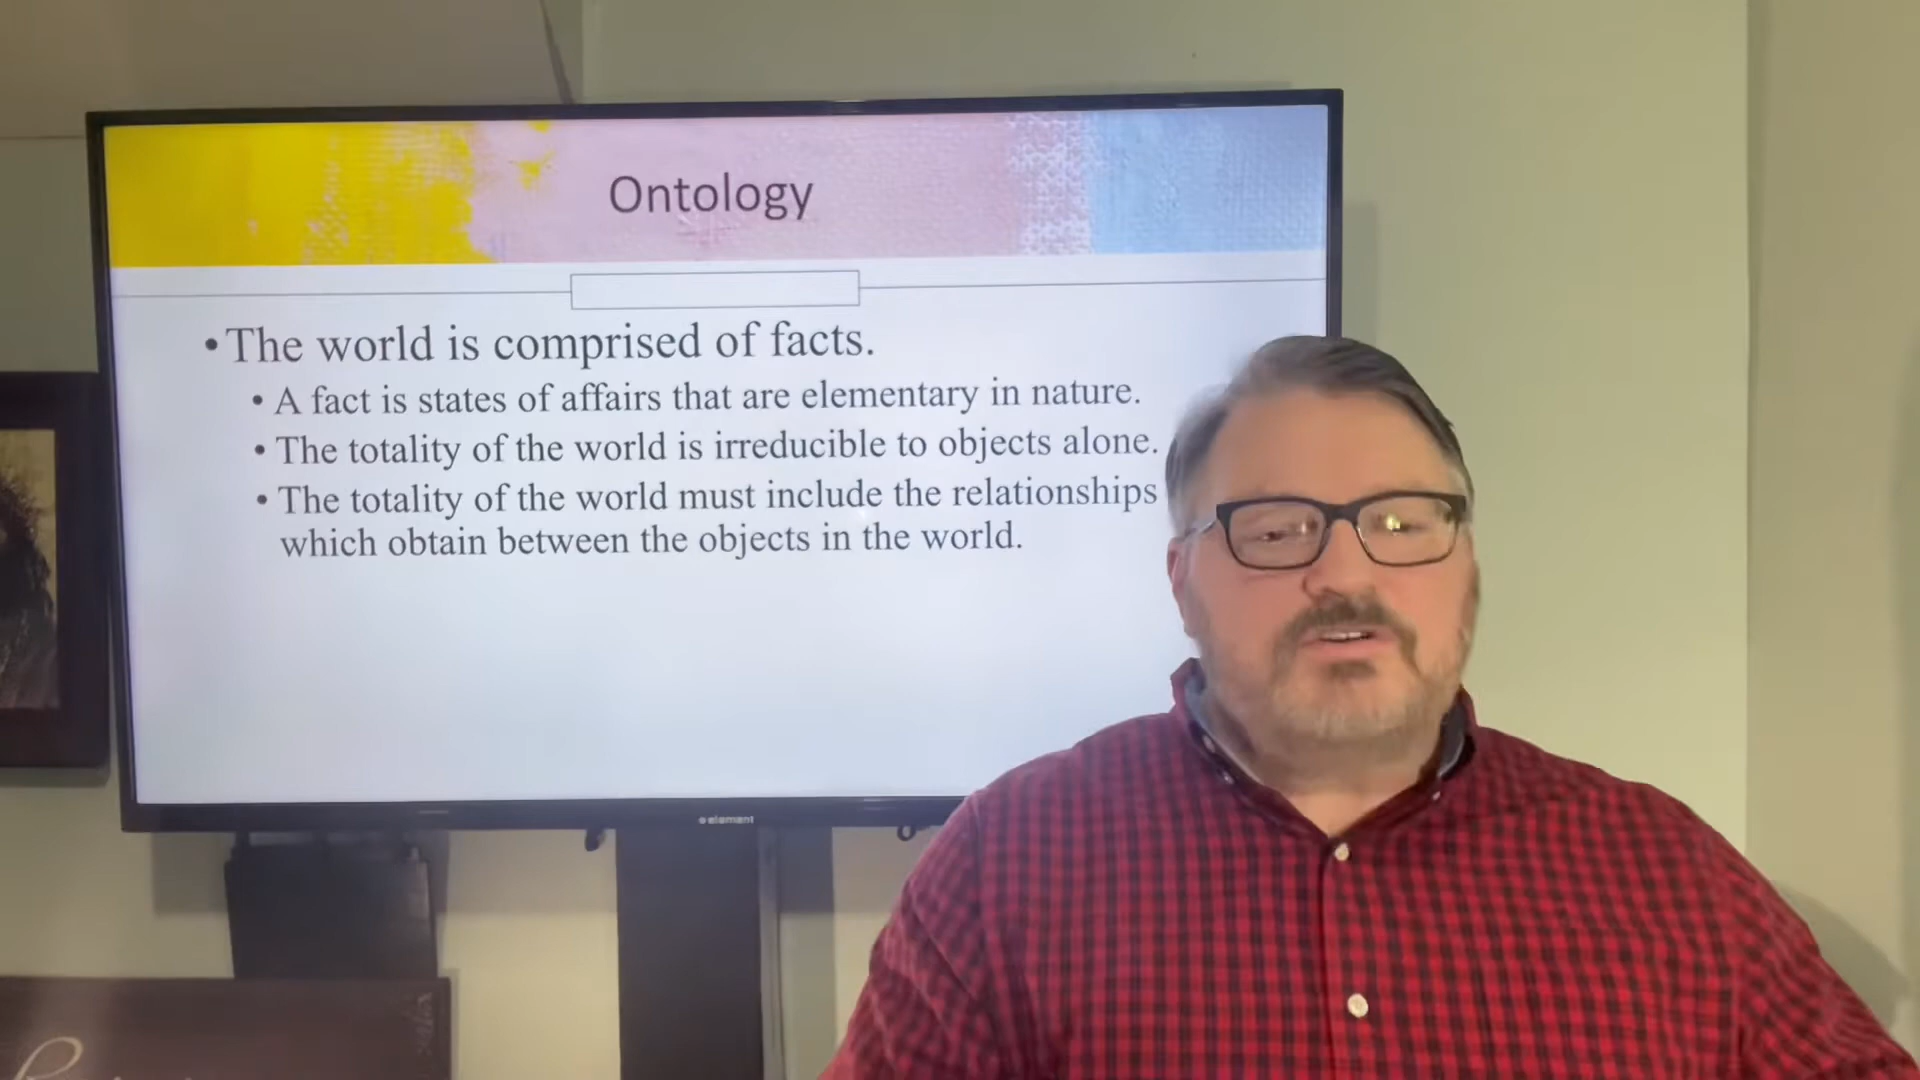 Ontology
• The world is comprised of facts.
• A fact is states of affairs that are elementary in nature.
• The totality of the world is irreducible to objects alone.
• The totality of the world must include the relationships
which obtain between the objects in the world.
element